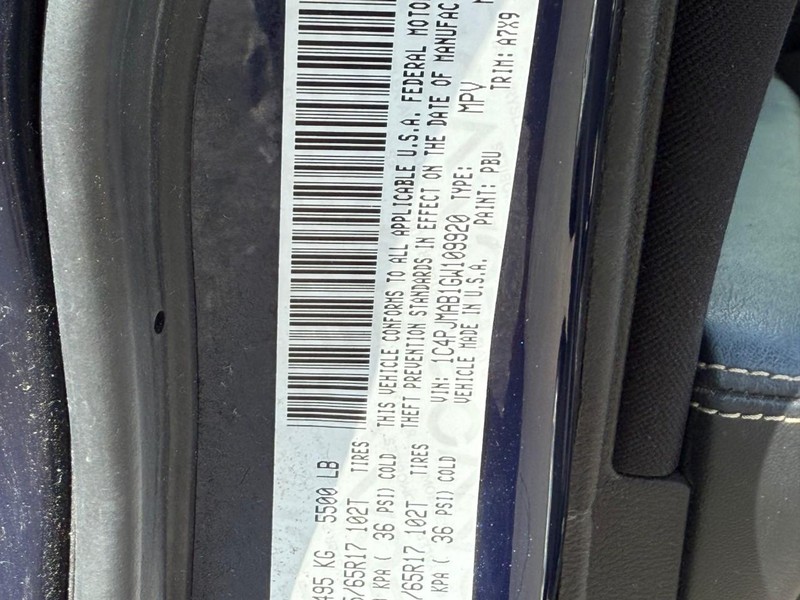 495 KG 5500 LB
/65R17 102T TIRES
KPA ( 36 PSI) COLD
/65R17 102T TIRES
KPA ( 36 PSI) COLD
THIS VEHICLE CONFORMS TO ALL APPLICABLE U.S.A. FEDERAL MOTO
THEFT PREVENTION STANDARDS IN EFFECT ON THE DATE OF MANUFAC
VIN: 1C4PJMAB1GW109920 TYPE: MPV
VEHICLE MADE IN U.S.A. PAINT: PBU TRIM: A7X9